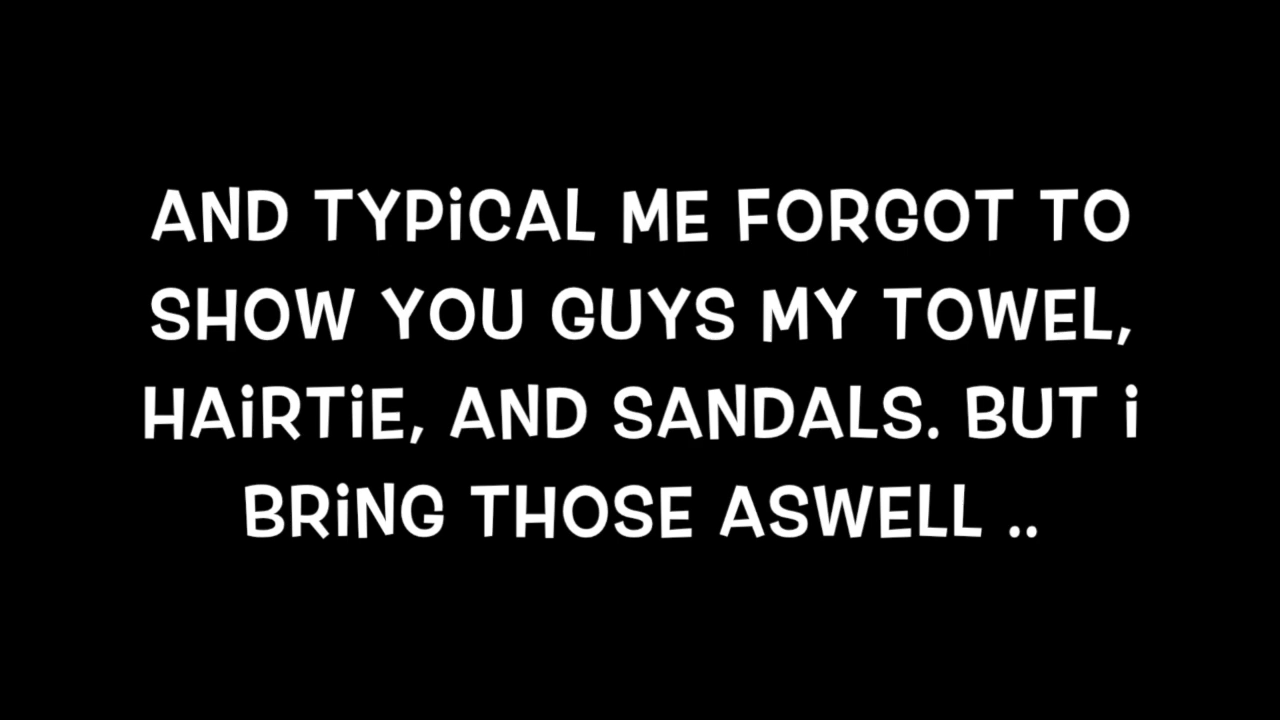 AND TYPiCAL ME FORGOT TO
SHOW YOU GUYS MY TOWEL,
HAiRTiE, AND SANDALS. BUT i
BRiNG THOSE ASWELL ..